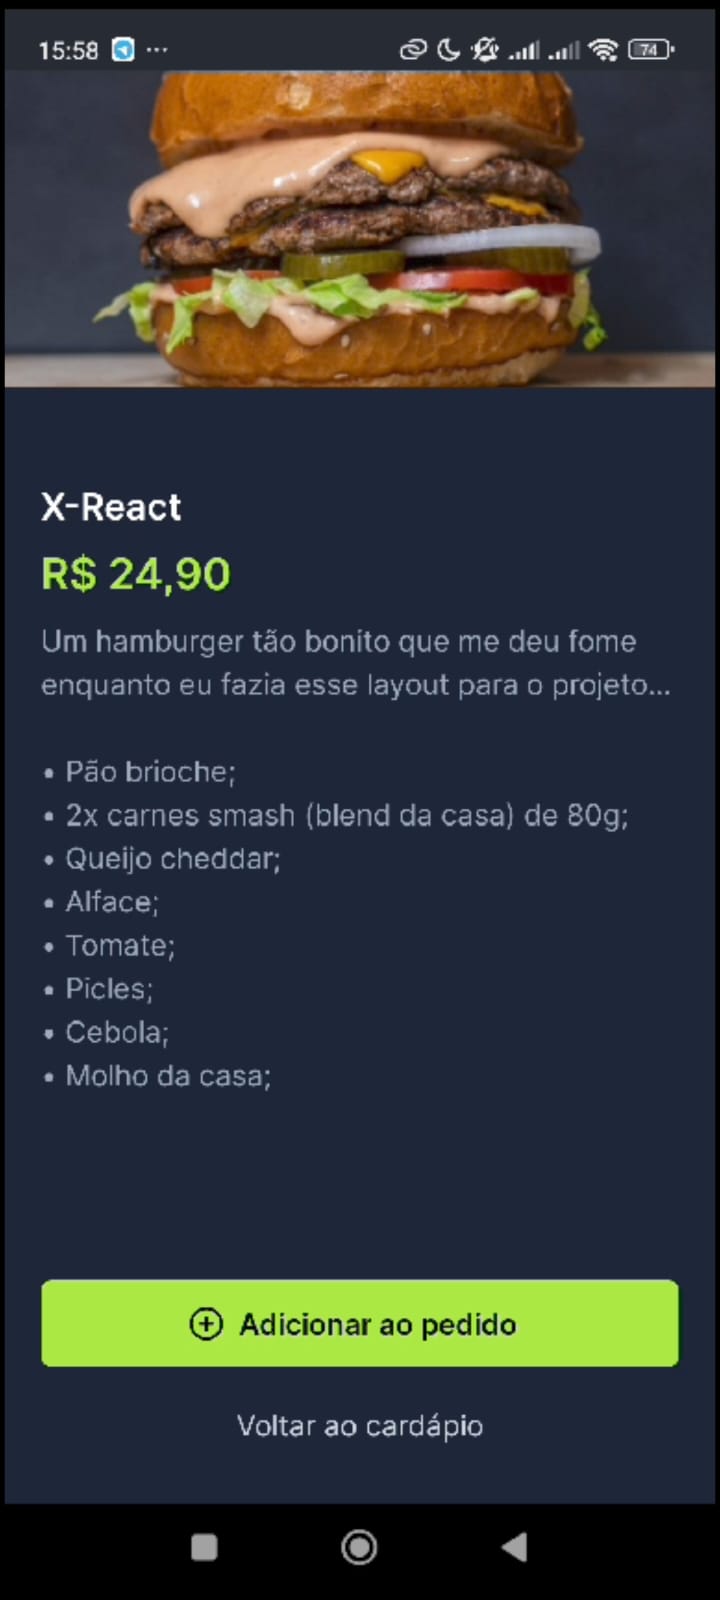 15:58
74
X-React
R$ 24,90
Um hamburger tão bonito que me deu fome
enquanto eu fazia esse layout para o projeto...
• Pão brioche;
• 2x carnes smash (blend da casa) de 80g;
• Queijo cheddar;
• Alface;
• Tomate;
• Picles;
• Cebola;
• Molho da casa;
Adicionar ao pedido
Voltar ao cardápio